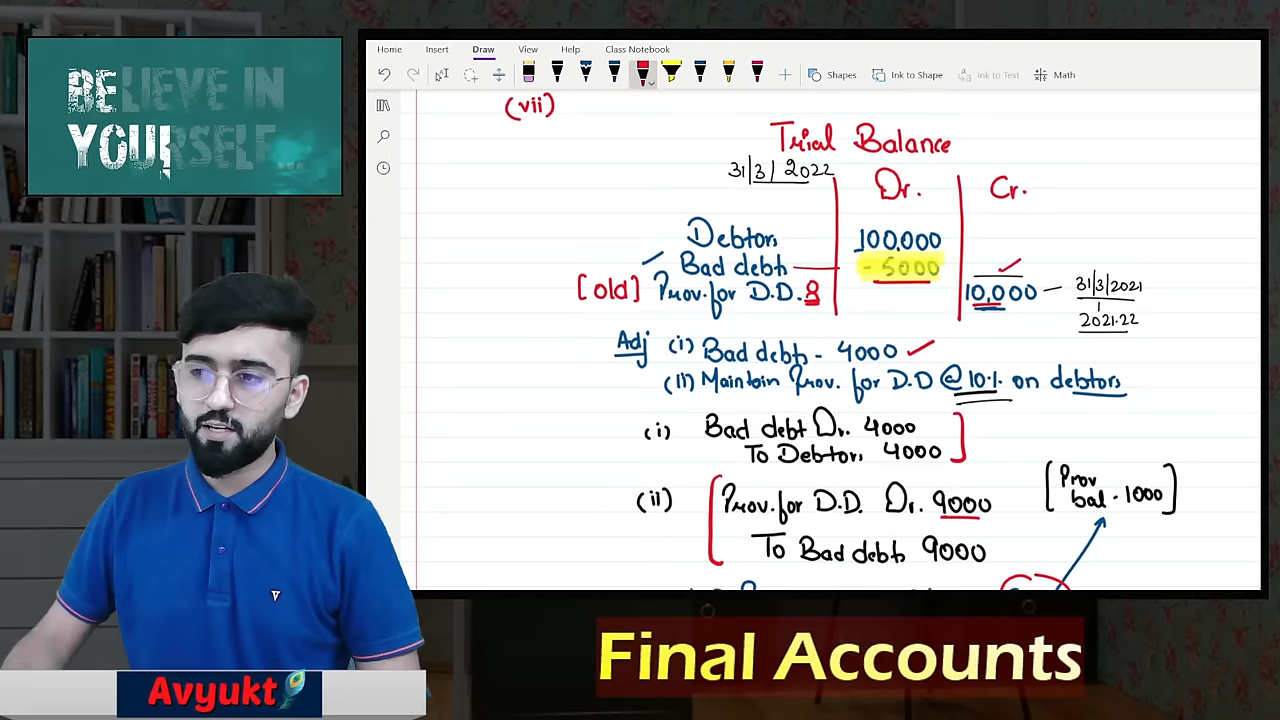 BELIEVE IN
YOURSELF...
Home Insert Draw View Help Class Notebook
Shapes Ink to Shape Ink to Text Math
(vii)
Trial Balance
31/3/2022 Dr. Cr.
Debtors 100,000
Bad debts - 5000
[old] Prov. for D.D. 10,000 - 31/3/2021
2021.22
Adj (i) Bad debts - 4000
(ii) Maintain Prov. for D.D @ 10% on debtors
(i) Bad debt Dr. 4000
To Debtors 4000
(ii) Prov. for D.D. Dr. 9000
To Bad debts 9000
[Prov
bal - 1000]
Final Accounts
Avyukt